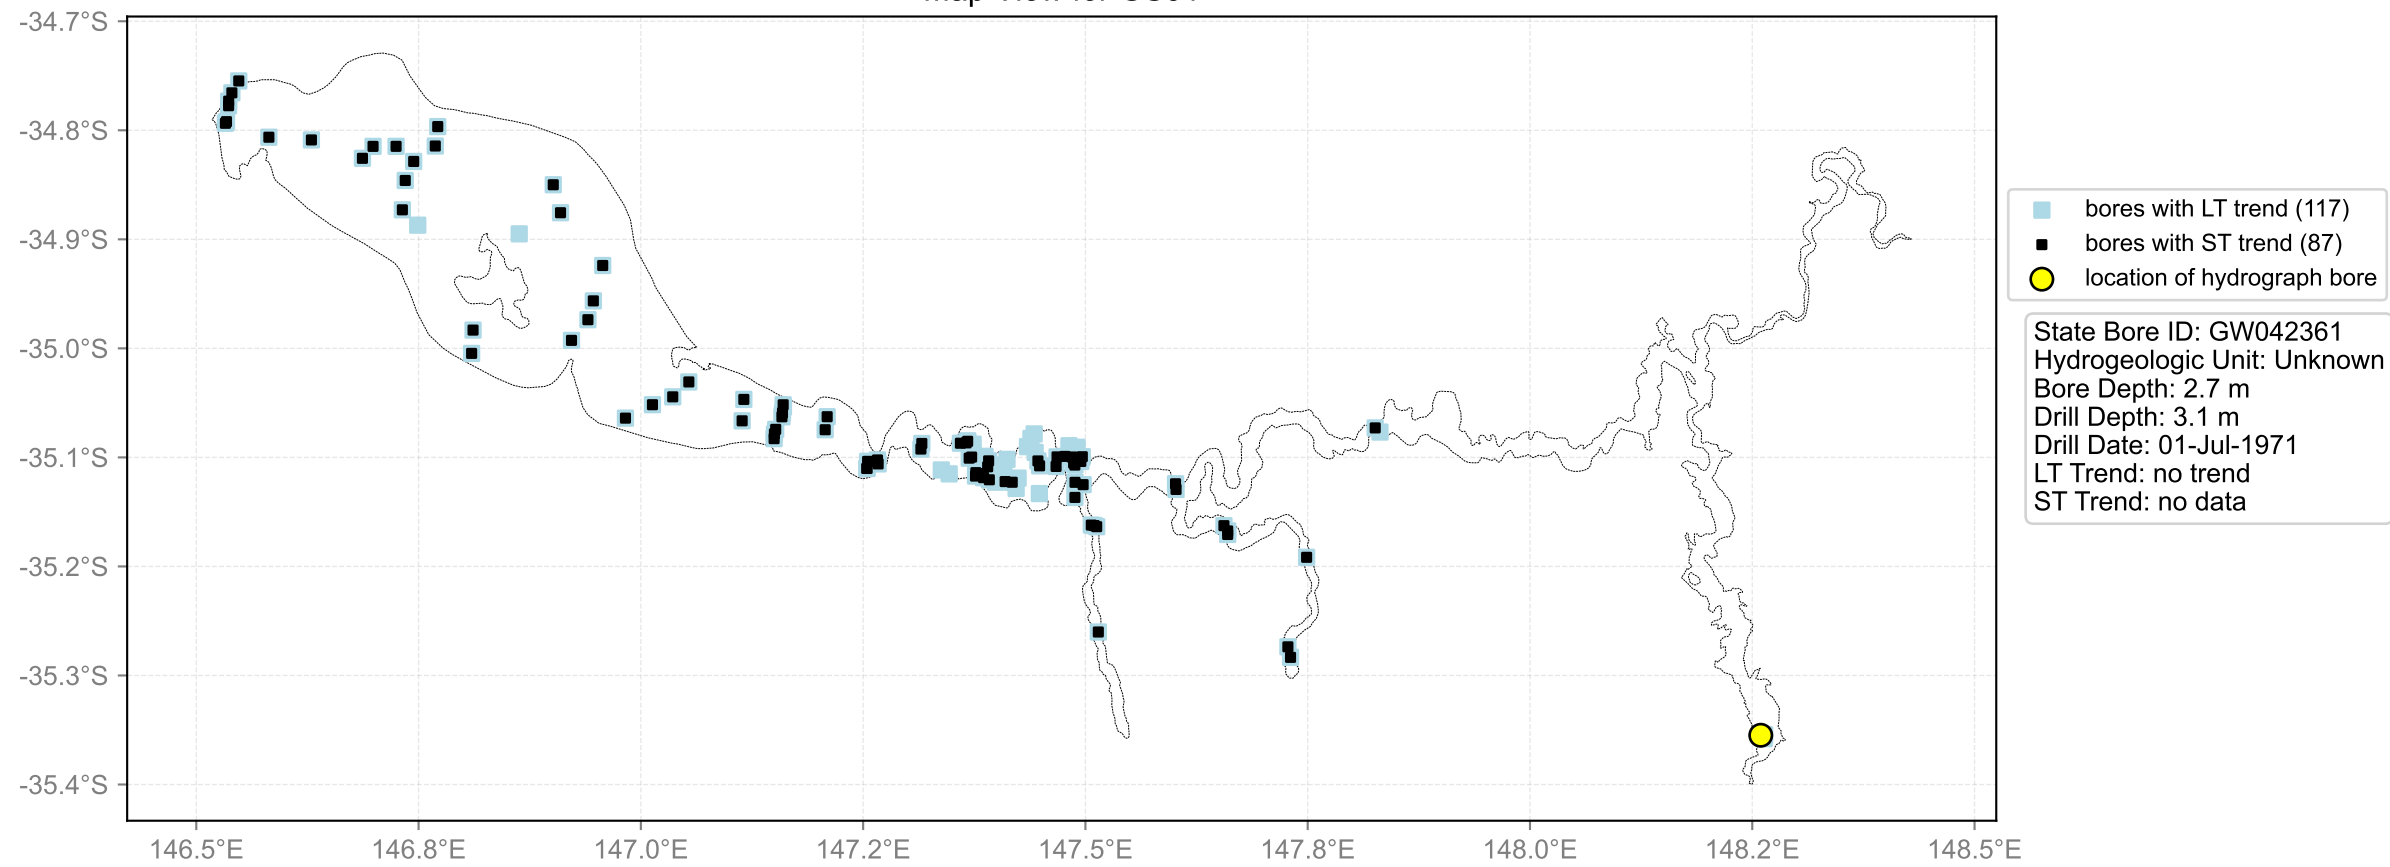 -34.7°S
-34.8°S
-34.9°S
-35.0°S
-35.1°S
-35.2°S
-35.3°S
-35.4°S
146.5°E
146.8°E
147.0°E
147.2°E
147.5°E
147.8°E
148.0°E
148.2°E
148.5°E
bores with LT trend (117)
bores with ST trend (87)
location of hydrograph bore
State Bore ID: GW042361
Hydrogeologic Unit: Unknown
Bore Depth: 2.7 m
Drill Depth: 3.1 m
Drill Date: 01-Jul-1971
LT Trend: no trend
ST Trend: no data